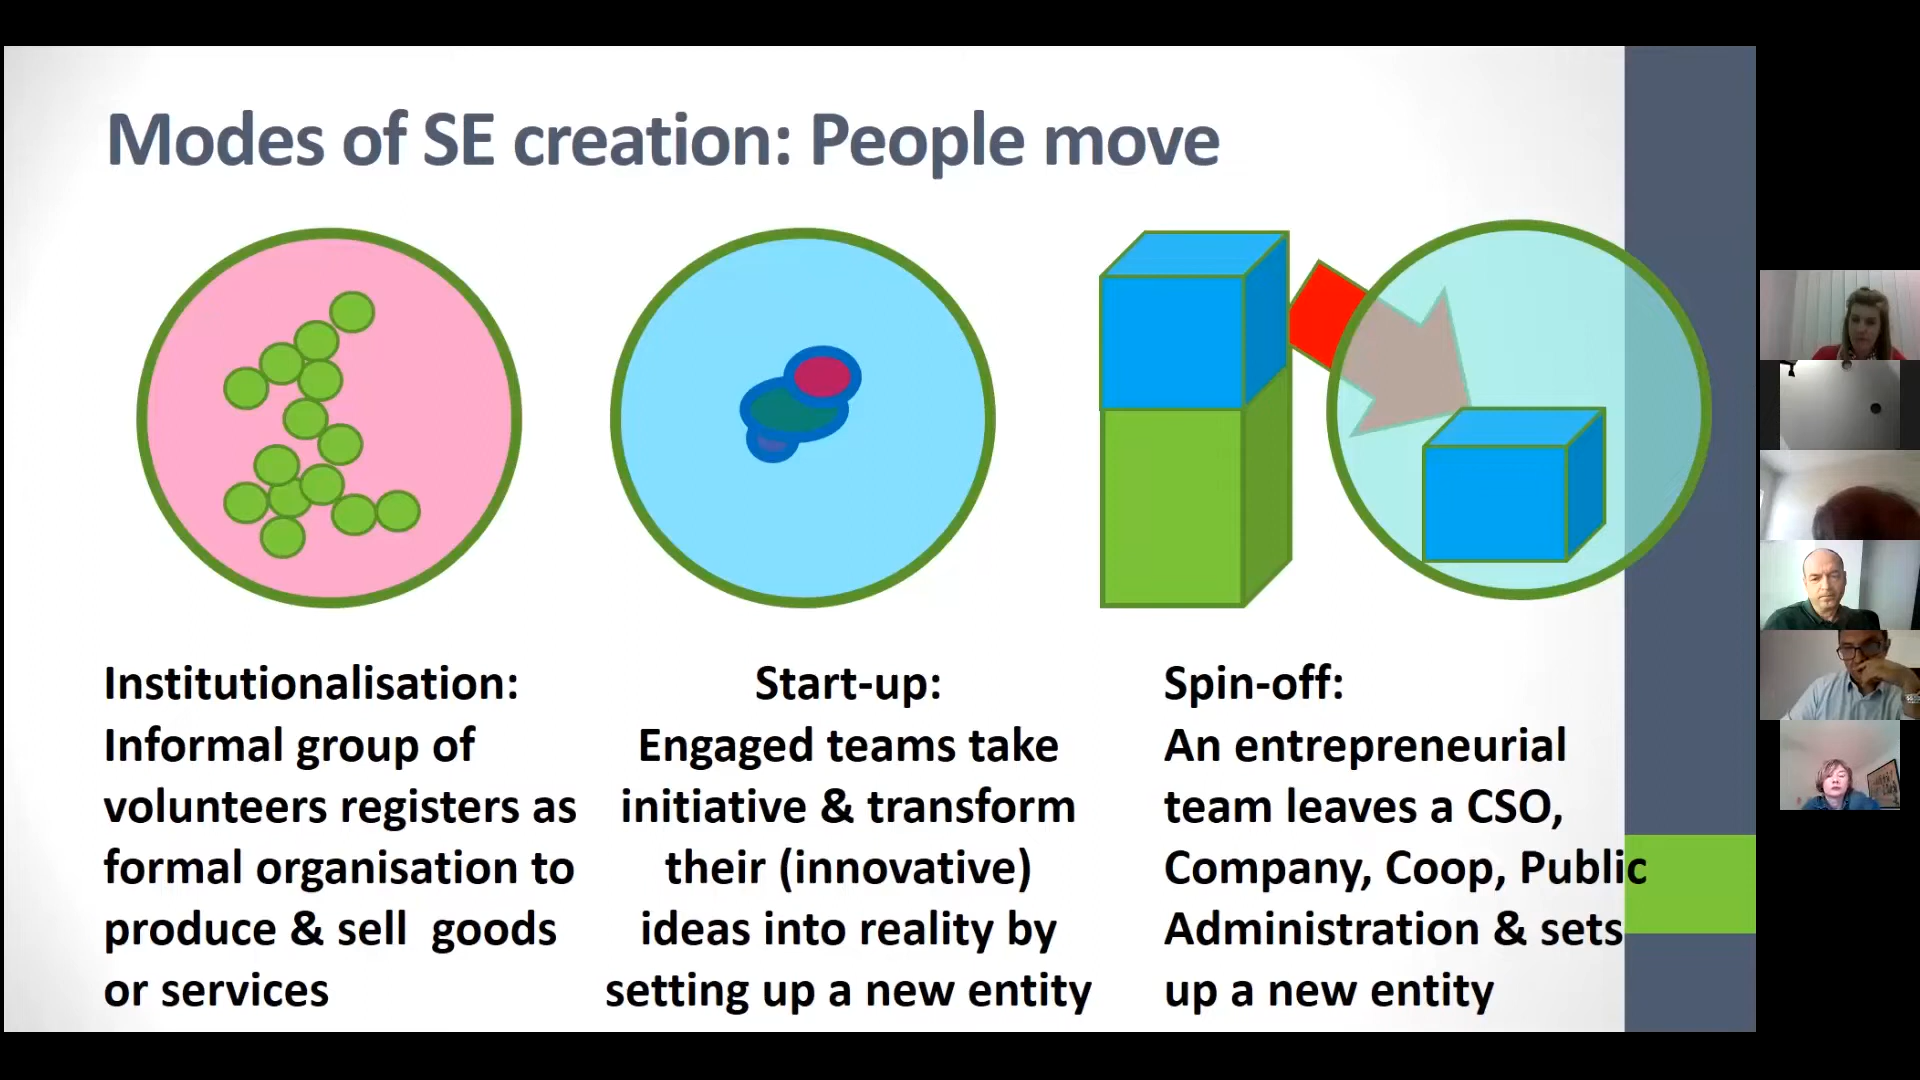 Modes of SE creation: People move
Institutionalisation:
Informal group of
volunteers registers as
formal organisation to
produce & sell  goods
or services
Start-up:
Engaged teams take
initiative & transform
their (innovative)
ideas into reality by
setting up a new entity
Spin-off:
An entrepreneurial
team leaves a CSO,
Company, Coop, Public
Administration & sets
up a new entity